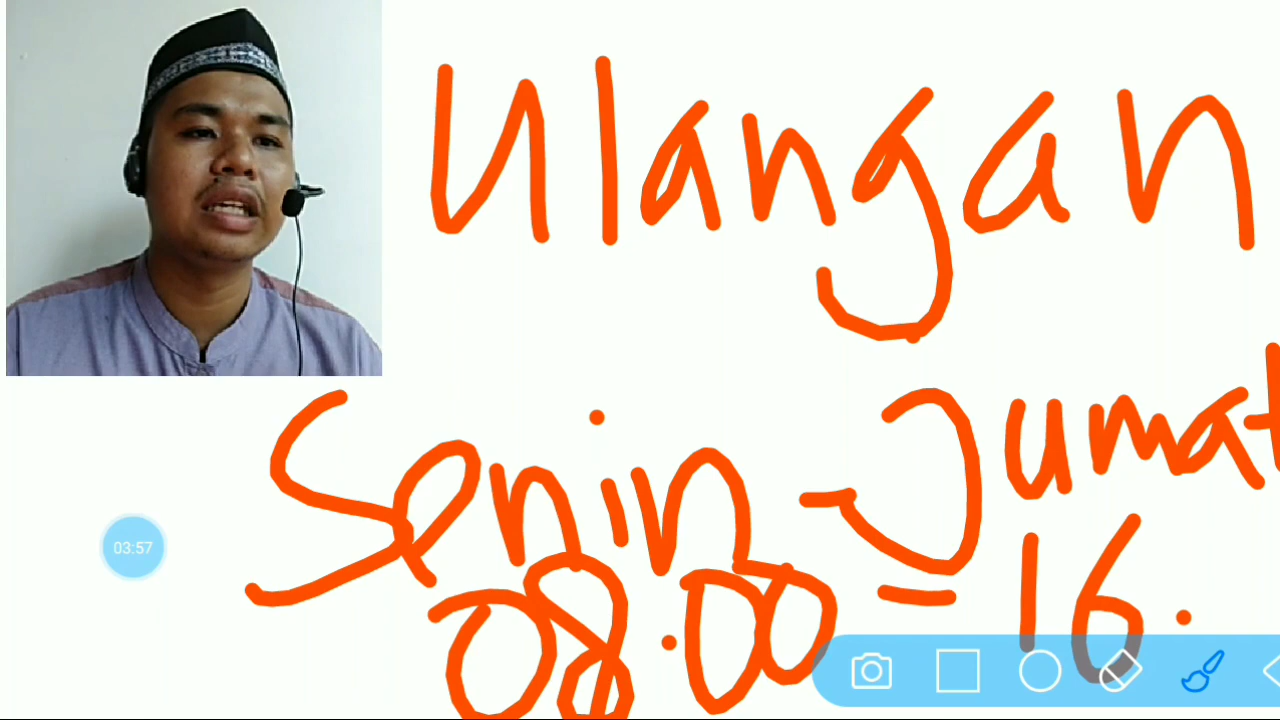 Ulangan
Senin - Jumat
08.00 - 16.
03:57